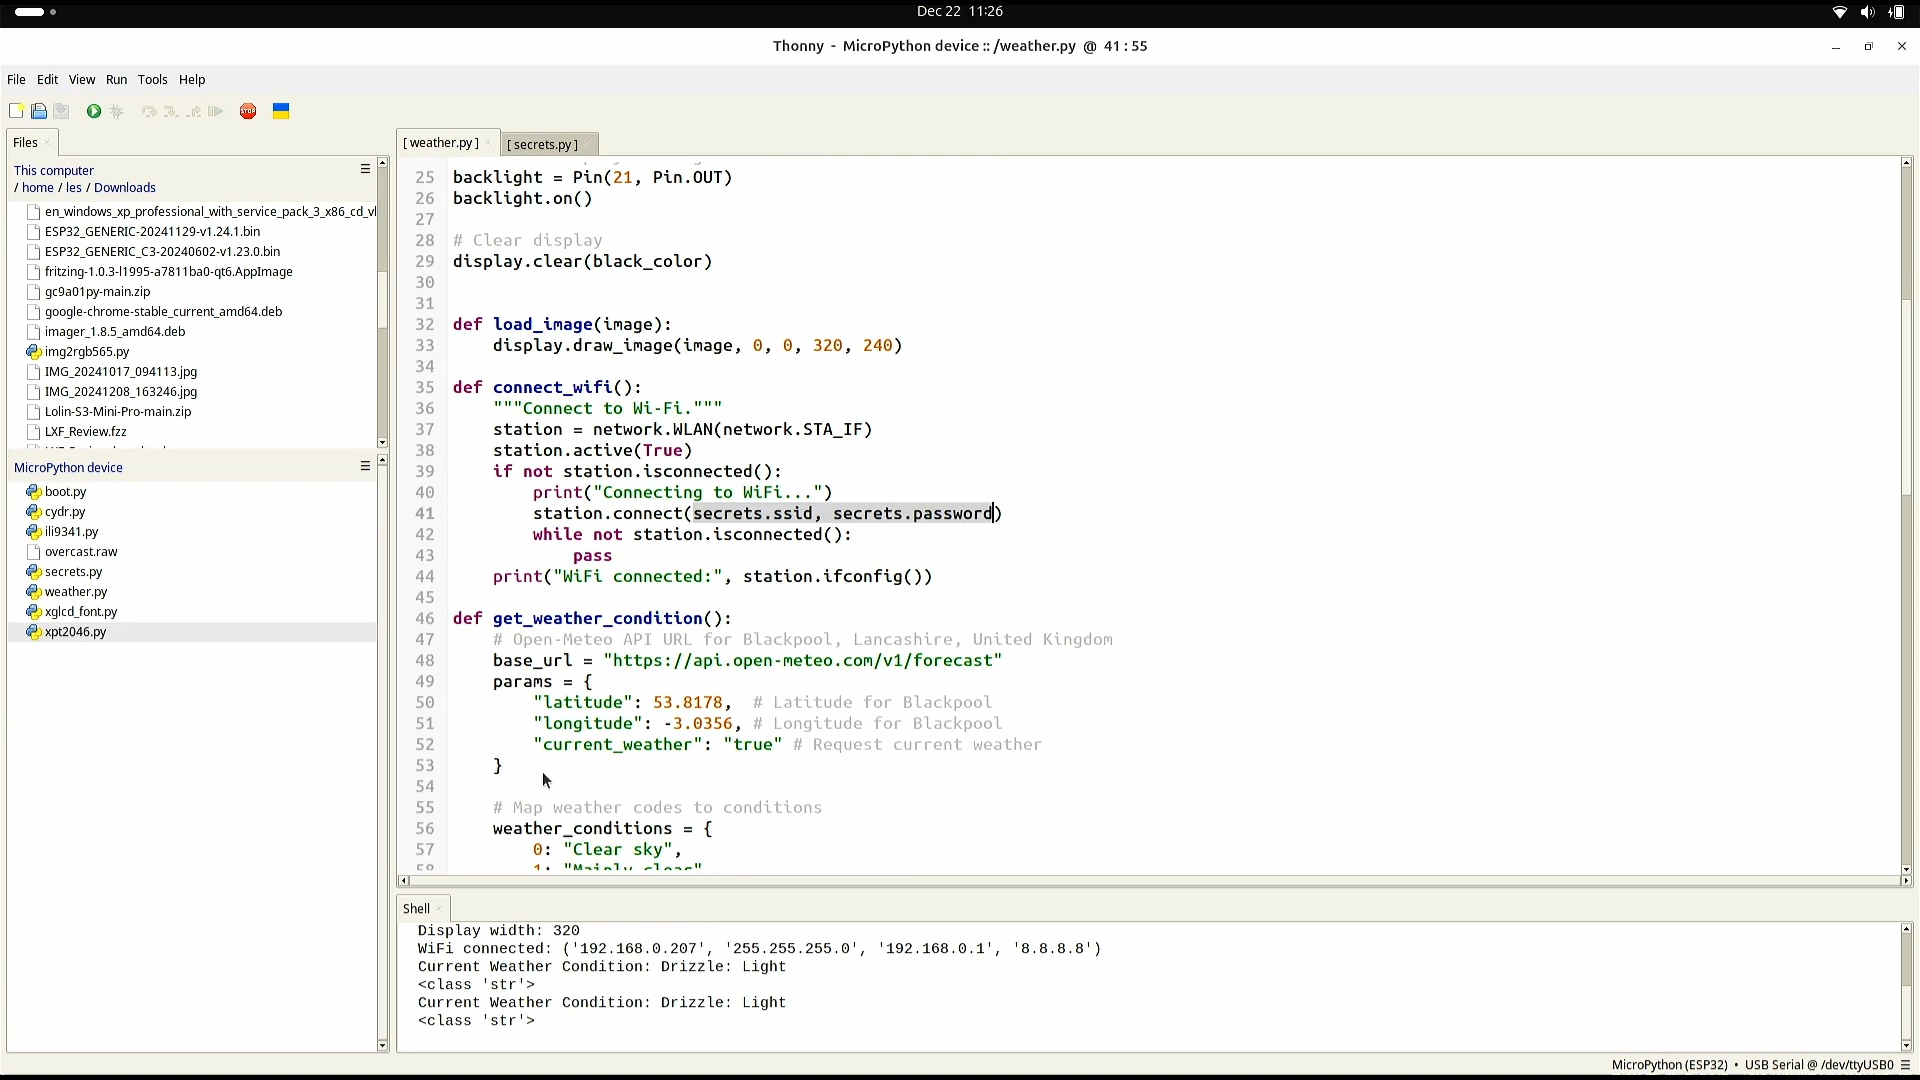 Dec 22 11:26
Thonny - MicroPython device :: /weather.py @ 41 : 55
File Edit View Run Tools Help
STOP
Files
This computer
/ home / les / Downloads
en_windows_xp_professional_with_service_pack_3_x86_cd_vl
ESP32_GENERIC-20241129-v1.24.1.bin
ESP32_GENERIC_C3-20240602-v1.23.0.bin
fritzing-1.0.3-l1995-a7811ba0-qt6.AppImage
gc9a01py-main.zip
google-chrome-stable_current_amd64.deb
imager_1.8.5_amd64.deb
img2rgb565.py
IMG_20241017_094113.jpg
IMG_20241208_163246.jpg
Lolin-S3-Mini-Pro-main.zip
LXF_Review.fzz
MicroPython device
boot.py
cydr.py
ili9341.py
overcast.raw
secrets.py
weather.py
xglcd_font.py
xpt2046.py
[ weather.py ] [ secrets.py ]
25 backlight = Pin(21, Pin.OUT)
26 backlight.on()
27
28 # Clear display
29 display.clear(black_color)
30
31
32 def load_image(image):
33 display.draw_image(image, 0, 0, 320, 240)
34
35 def connect_wifi():
36 """Connect to Wi-Fi."""
37 station = network.WLAN(network.STA_IF)
38 station.active(True)
39 if not station.isconnected():
40 print("Connecting to WiFi...")
41 station.connect(secrets.ssid, secrets.password)
42 while not station.isconnected():
43 pass
44 print("WiFi connected:", station.ifconfig())
45
46 def get_weather_condition():
47 # Open-Meteo API URL for Blackpool, Lancashire, United Kingdom
48 base_url = "https://api.open-meteo.com/v1/forecast"
49 params = {
50 "latitude": 53.8178, # Latitude for Blackpool
51 "longitude": -3.0356, # Longitude for Blackpool
52 "current_weather": "true" # Request current weather
53 }
54
55 # Map weather codes to conditions
56 weather_conditions = {
57 0: "Clear sky",
58 1: "Mainly clear"
Shell
Display width: 320
WiFi connected: ('192.168.0.207', '255.255.255.0', '192.168.0.1', '8.8.8.8')
Current Weather Condition: Drizzle: Light
<class 'str'>
Current Weather Condition: Drizzle: Light
<class 'str'>
MicroPython (ESP32) • USB Serial @ /dev/ttyUSB0